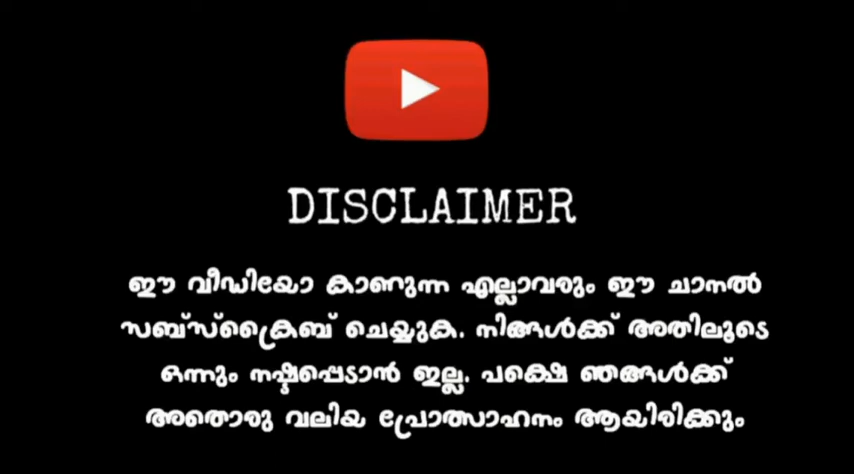 DISCLAIMER
ഈ വീഡിയോ കാണുന്ന എല്ലാവരും ഈ ചാനൽ
സബ്സ്ക്രൈബ് ചെയ്യുക. നിങ്ങൾക്ക് അതിലൂടെ
ഒന്നും നഷ്ടപ്പെടാൻ ഇല്ല. പക്ഷെ ഞങ്ങൾക്ക്
അതൊരു വലിയ പ്രോത്സാഹനം ആയിരിക്കും